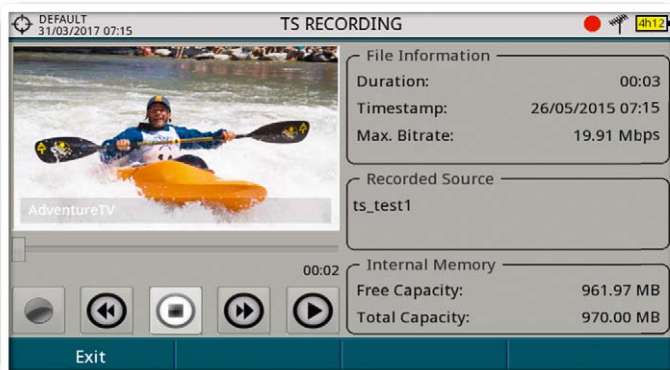 DEFAULT
31/03/2017 07:15
TS RECORDING
4h12
AdventureTV
00:02
File Information
Duration: 00:03
Timestamp: 26/05/2015 07:15
Max. Bitrate: 19.91 Mbps
Recorded Source
ts_test1
Internal Memory
Free Capacity: 961.97 MB
Total Capacity: 970.00 MB
Exit